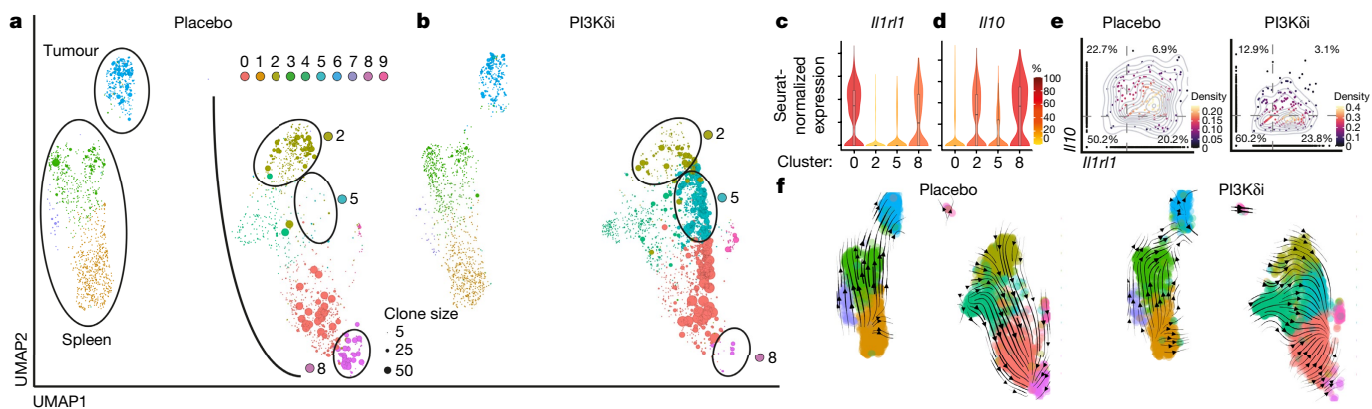 a
Placebo
Tumour
0 1 2 3 4 5 6 7 8 9
2
5
Clone size
5
25
50
8
Spleen
UMAP2
UMAP1
b
PI3Kδi
2
5
8
c
Il1rl1
d
Il10
Seurat-
normalized
expression
%
100
80
60
40
20
0
Cluster:
0 2 5 8
0 2 5 8
e
Placebo
22.7% 6.9%
50.2% 20.2%
Density
0.20
0.15
0.10
0.05
0
Il10
Il1rl1
PI3Kδi
12.9% 3.1%
60.2% 23.8%
Density
0.4
0.3
0.2
0.1
0
f
Placebo
PI3Kδi